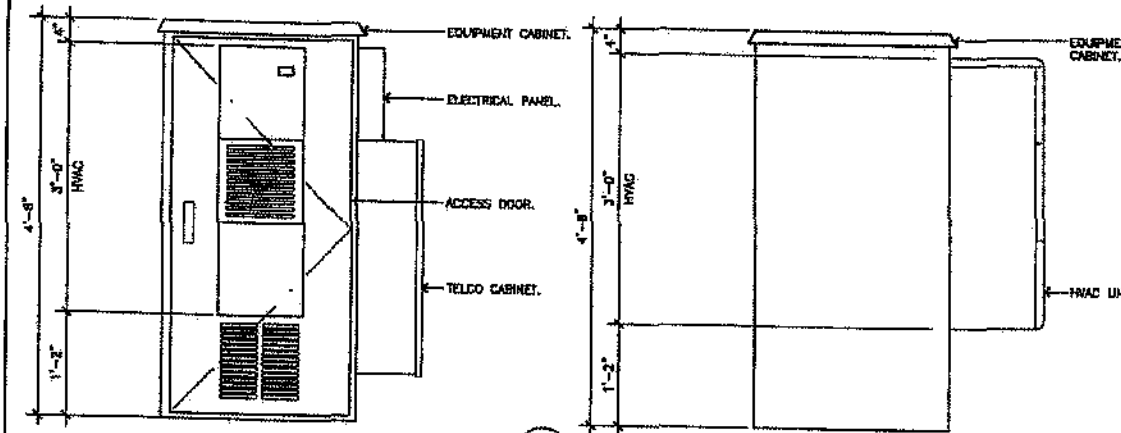 EQUIPMENT CABINET.
ELECTRICAL PANEL.
ACCESS DOOR.
TELCO CABINET.
4"
3'-0"
HVAC
4'-8"
1'-2"
EQUIPME
CABINET.
HVAC UN
4"
3'-0"
HVAC
4'-8"
1'-2"